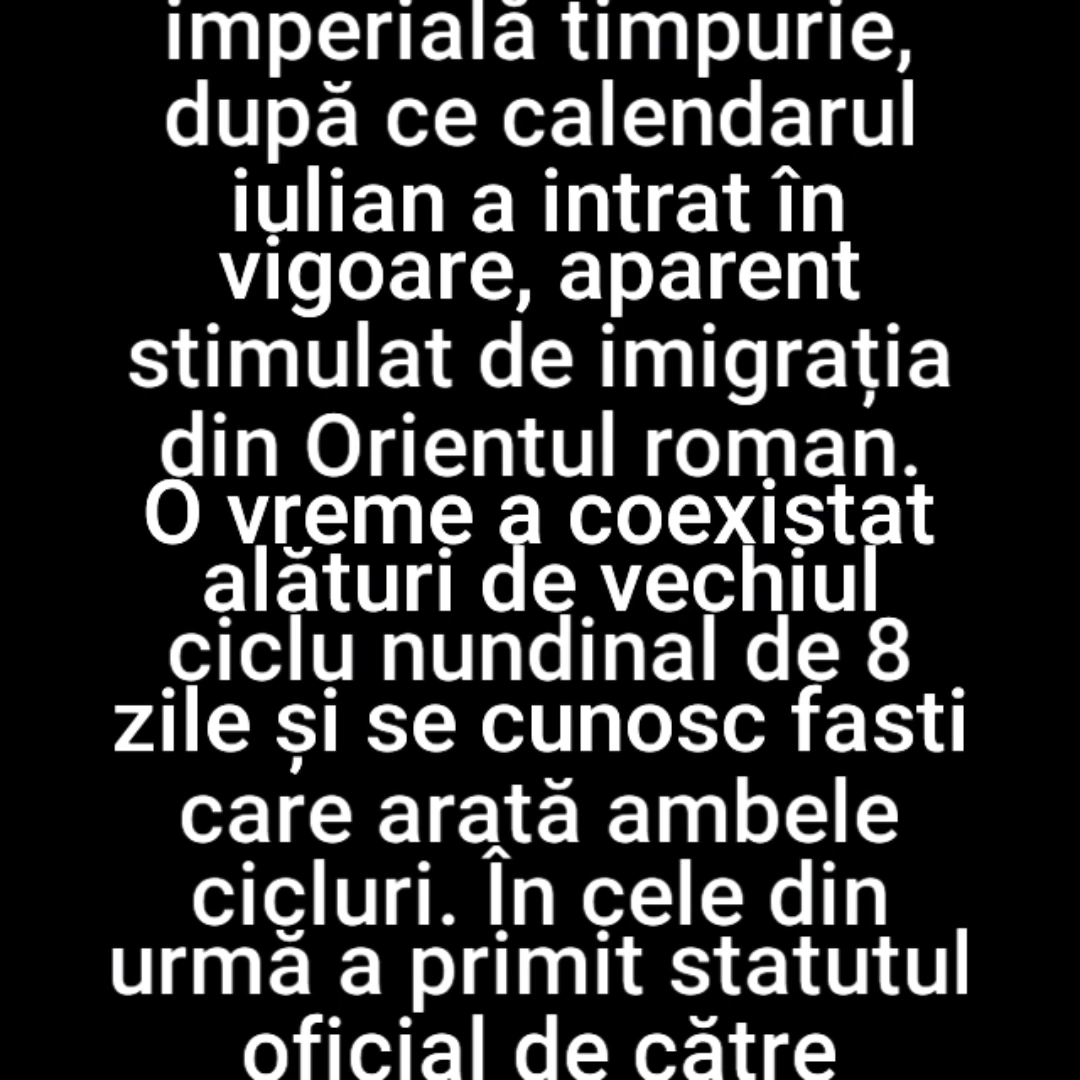 imperială timpurie,
după ce calendarul
iulian a intrat în
vigoare, aparent
stimulat de imigrația
din Orientul roman.
O vreme a coexistat
alături de vechiul
ciclu nundinal de 8
zile și se cunosc fasti
care arată ambele
cicluri. În cele din
urmă a primit statutul
oficial de către